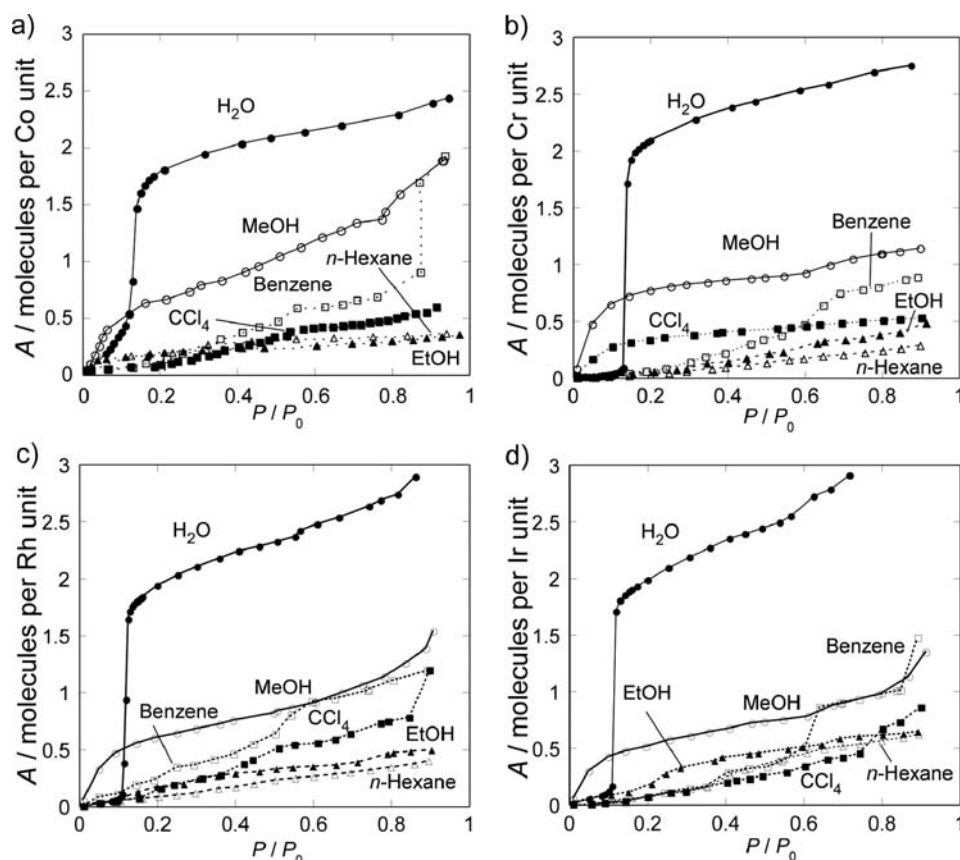 a)
A / molecules per Co unit
3
2.5
2
1.5
1
0.5
0
H2O
MeOH
n-Hexane
Benzene
CCl4
EtOH
0 0.2 0.4 0.6 0.8 1
P / P0
b)
A / molecules per Cr unit
3
2.5
2
1.5
1
0.5
0
H2O
Benzene
MeOH
EtOH
CCl4
n-Hexane
0 0.2 0.4 0.6 0.8 1
P / P0
c)
A / molecules per Rh unit
3
2.5
2
1.5
1
0.5
0
H2O
MeOH
Benzene
CCl4
EtOH
n-Hexane
0 0.2 0.4 0.6 0.8 1
P / P0
d)
A / molecules per Ir unit
3
2.5
2
1.5
1
0.5
0
H2O
Benzene
EtOH
MeOH
n-Hexane
CCl4
0 0.2 0.4 0.6 0.8 1
P / P0